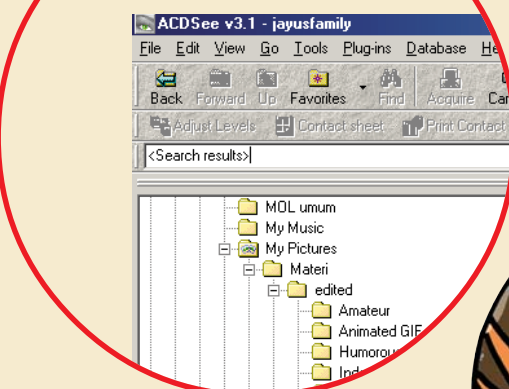 ACDSee v3.1 - jayusfamily
File Edit View Go Tools Plug-ins Database
Back Forward Up Favorites Find Acquire
Adjust Levels Contact sheet Print Contact
<Search results>
MOL umum
My Music
My Pictures
Materi
edited
Amateur
Animated GIF